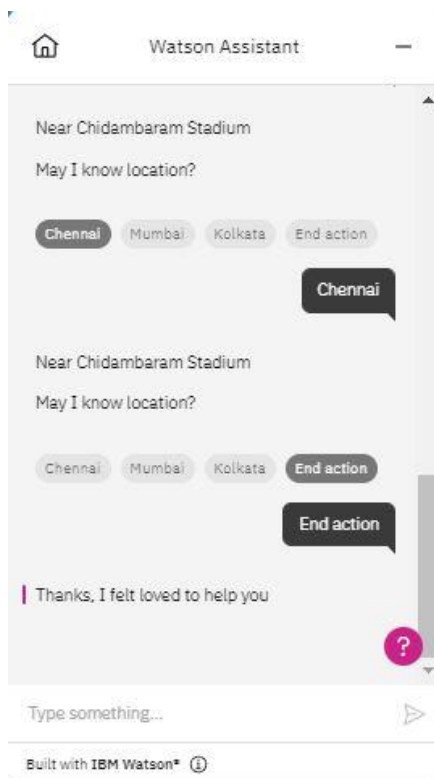 Watson Assistant
Near Chidambaram Stadium
May I know location?
Chennai Mumbai Kolkata End action
Chennai
Near Chidambaram Stadium
May I know location?
Chennai Mumbai Kolkata End action
End action
Thanks, I felt loved to help you
?
Type something...
Built with IBM Watson®